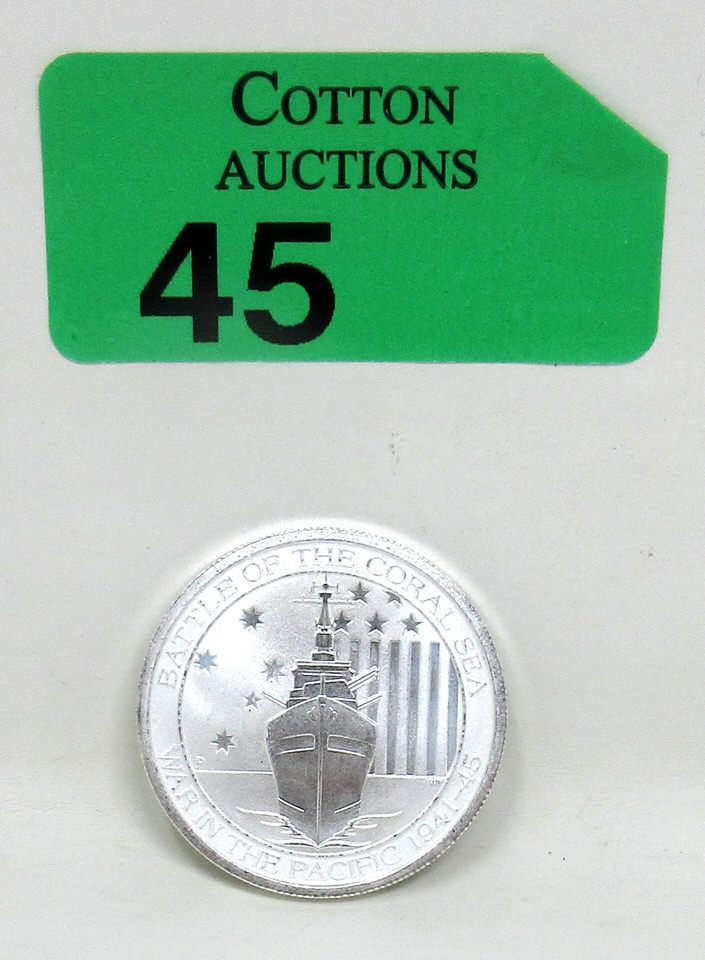 COTTON
AUCTIONS
45
BATTLE OF THE CORAL SEA
WAR IN THE PACIFIC 1941-45